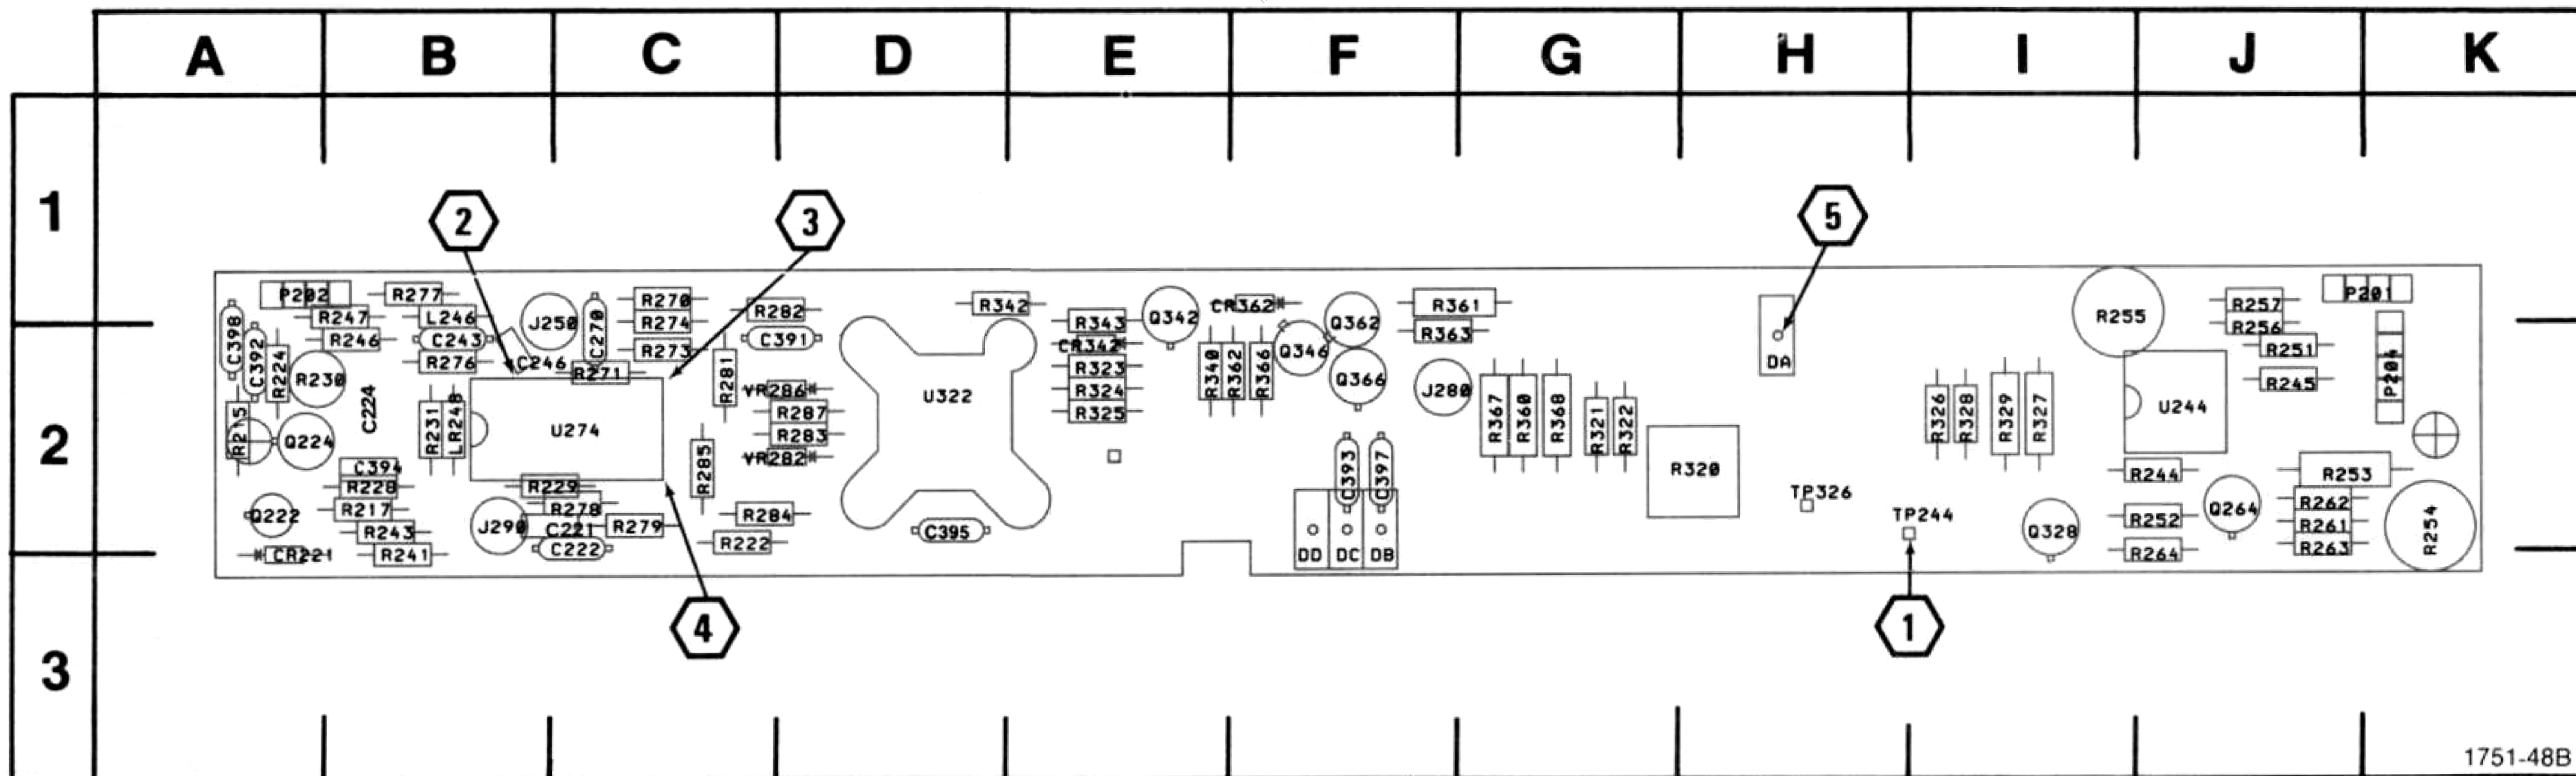 A B C D E F G H I J K
1
2 3 5
P202 R277 R270 R282 R342 CR362 R361 R257 P201
C398 R247 L246 J250 C270 R274 R343 Q342 Q362 R255 R256
C392 R246 C243 C391 R363 R251
R224 R276 C246 R273 CR342 Q346 DA P204
R230 R271 R281 R323 R340 R362 R366 Q366 J280 R245
C224 VR286 U322 R324
R215 R231 LR248 R287 R325 R367 R360 R368 R321 R322 R326 R328 R329 R327 U244
2 Q224 U274 R283
C394 R285 VR282 C393 C397 R320 R244 R253
R228 R229 TP326
Q222 R217 R278 R284 TP244 Q264 R262
R243 J290 C221 R279 C395 Q328 R252 R261 R254
CR221 R241 C222 R222 DD DC DB R264 R263
4 1
3
1751-48B